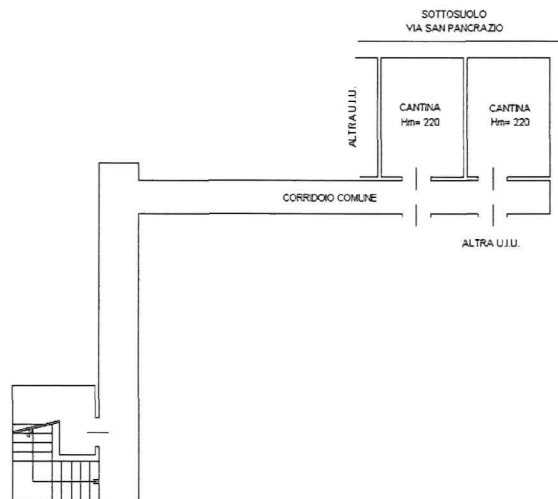 SOTTOSUOLO
VIA SAN PANCRAZIO
ALTRA U.I.U.
CANTINA
Hm= 220
CANTINA
Hm= 220
CORRIDOIO COMUNE
ALTRA U.I.U.